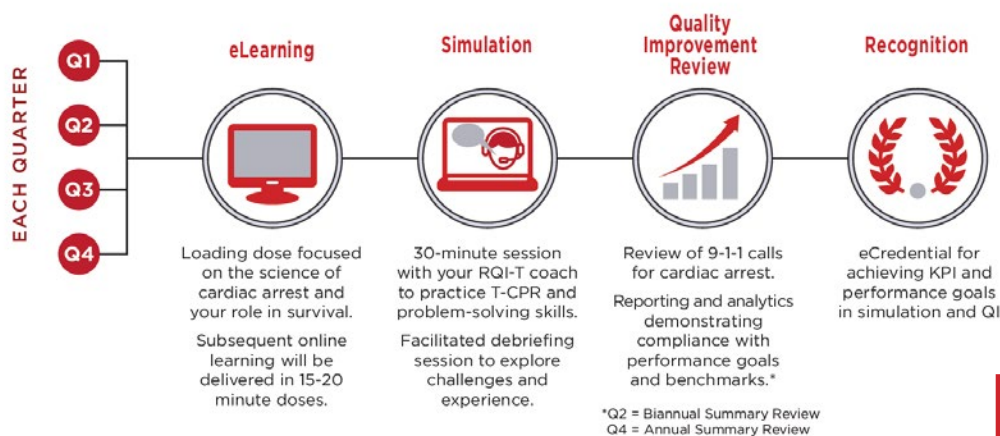 EACH QUARTER
Q1
Q2
Q3
Q4
eLearning
Loading dose focused
on the science of
cardiac arrest and
your role in survival.
Subsequent online
learning will be
delivered in 15-20
minute doses.
Simulation
30-minute session
with your RQI-T coach
to practice T-CPR and
problem-solving skills.
Facilitated debriefing
session to explore
challenges and
experience.
Quality
Improvement
Review
Review of 9-1-1 calls
for cardiac arrest.
Reporting and analytics
demonstrating
compliance with
performance goals
and benchmarks.*
*Q2 = Biannual Summary Review
Q4 = Annual Summary Review
Recognition
eCredential for
achieving KPI and
performance goals
in simulation and QI